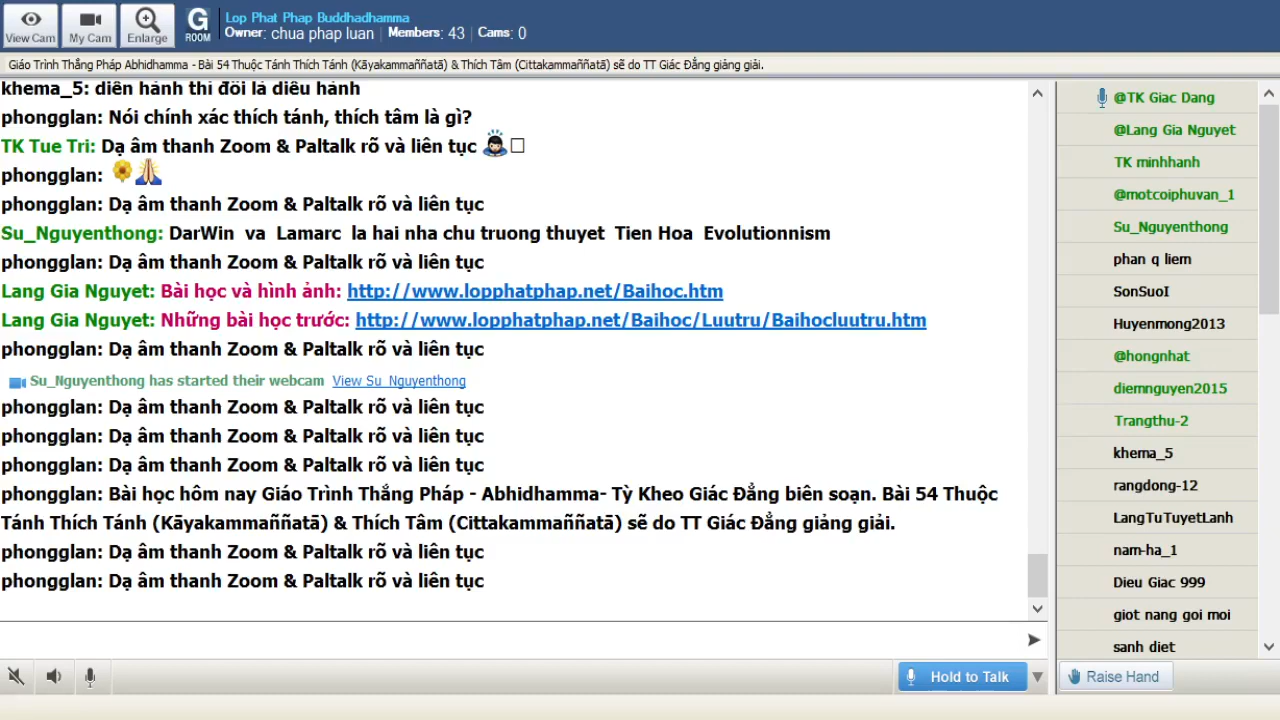 View Cam
My Cam
Enlarge
G
ROOM
Lop Phat Phap Buddhadhamma
Owner: chua phap luan | Members: 43 | Cams: 0
Giáo Trình Thắng Pháp Abhidhamma - Bài 54 Thuộc Tánh Thích Tánh (Kāyakammaññatā) & Thích Tâm (Cittakammaññatā) sẽ do TT Giác Đẳng giảng giải.
khema_5: diễn hành thì đổi là diễu hành
phongglan: Nói chính xác thích tánh, thích tâm là gì?
TK Tue Tri: Dạ âm thanh Zoom & Paltalk rõ và liên tục
phongglan:
phongglan: Dạ âm thanh Zoom & Paltalk rõ và liên tục
Su_Nguyenthong: DarWin va Lamarc la hai nha chu truong thuyet Tien Hoa Evolutionnism
phongglan: Dạ âm thanh Zoom & Paltalk rõ và liên tục
Lang Gia Nguyet: Bài học và hình ảnh: http://www.lopphatphap.net/Baihoc.htm
Lang Gia Nguyet: Những bài học trước: http://www.lopphatphap.net/Baihoc/Luutru/Baihocluutru.htm
phongglan: Dạ âm thanh Zoom & Paltalk rõ và liên tục
Su_Nguyenthong has started their webcam View Su_Nguyenthong
phongglan: Dạ âm thanh Zoom & Paltalk rõ và liên tục
phongglan: Dạ âm thanh Zoom & Paltalk rõ và liên tục
phongglan: Dạ âm thanh Zoom & Paltalk rõ và liên tục
phongglan: Bài học hôm nay Giáo Trình Thắng Pháp - Abhidhamma- Tỳ Kheo Giác Đẳng biên soạn. Bài 54 Thuộc
Tánh Thích Tánh (Kāyakammaññatā) & Thích Tâm (Cittakammaññatā) sẽ do TT Giác Đẳng giảng giải.
phongglan: Dạ âm thanh Zoom & Paltalk rõ và liên tục
phongglan: Dạ âm thanh Zoom & Paltalk rõ và liên tục
Hold to Talk
@TK Giac Dang
@Lang Gia Nguyet
TK minhhanh
@motcoiphuvan_1
Su_Nguyenthong
phan q liem
SonSuoI
Huyenmong2013
@hongnhat
diemnguyen2015
Trangthu-2
khema_5
rangdong-12
LangTuTuyetLanh
nam-ha_1
Dieu Giac 999
giot nang goi moi
sanh diet
Raise Hand